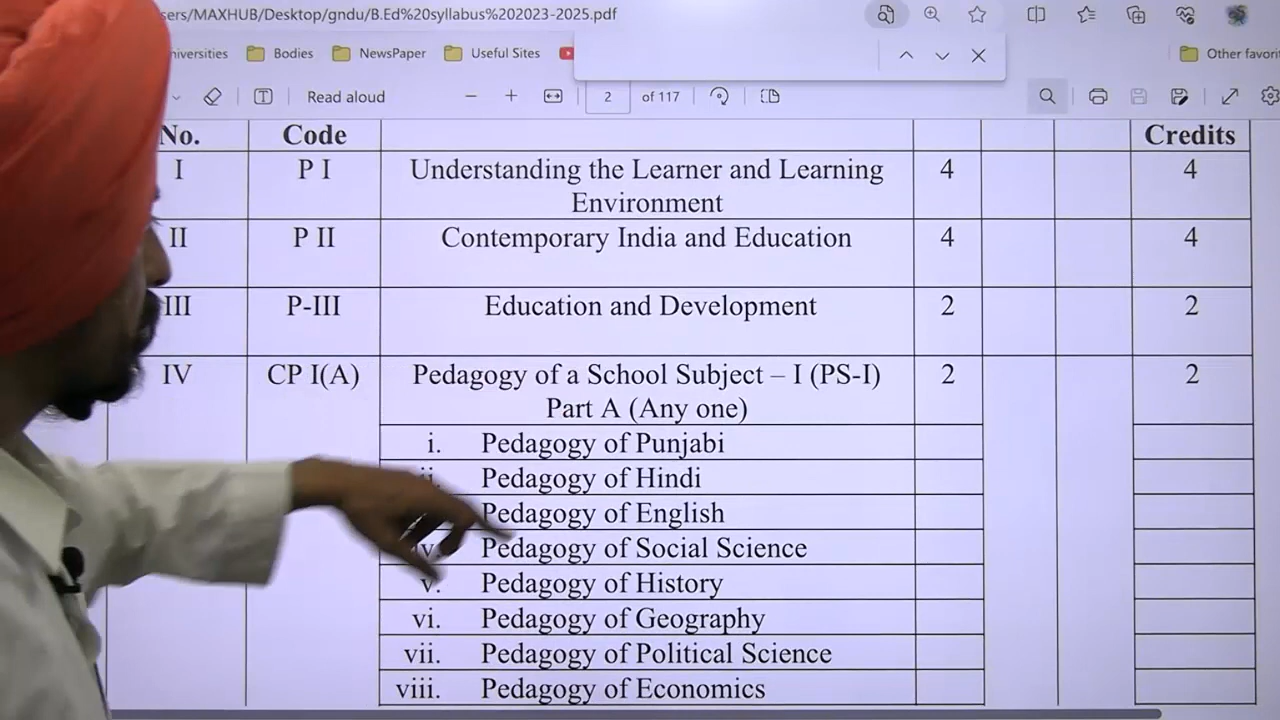 sers/MAXHUB/Desktop/gndu/B.Ed%20syllabus%202023-2025.pdf
niversities Bodies NewsPaper Useful Sites Other favori
Read aloud 2 of 117
No. Code Credits
I P I Understanding the Learner and Learning 4 4
Environment
II P II Contemporary India and Education 4 4
III P-III Education and Development 2 2
IV CP I(A) Pedagogy of a School Subject – I (PS-I) 2 2
Part A (Any one)
i. Pedagogy of Punjabi
ii. Pedagogy of Hindi
Pedagogy of English
iv. Pedagogy of Social Science
v. Pedagogy of History
vi. Pedagogy of Geography
vii. Pedagogy of Political Science
viii. Pedagogy of Economics